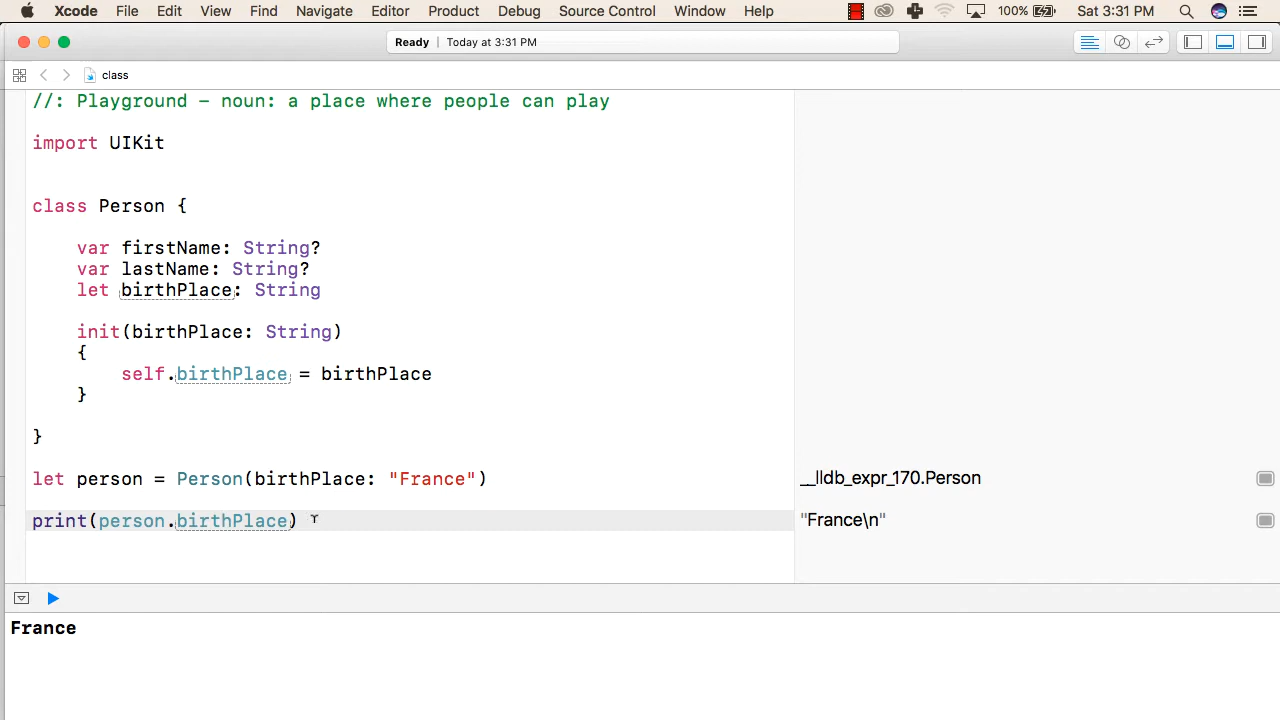 Xcode File Edit View Find Navigate Editor Product Debug Source Control Window Help 100% Sat 3:31 PM
Ready | Today at 3:31 PM
class
//: Playground – noun: a place where people can play
import UIKit
class Person {
var firstName: String?
var lastName: String?
let birthPlace: String
init(birthPlace: String)
{
self.birthPlace = birthPlace
}
}
let person = Person(birthPlace: "France") __lldb_expr_170.Person
print(person.birthPlace) "France\n"
France